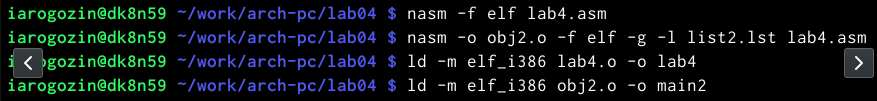 iarogozin@dk8n59 ~/work/arch-pc/lab04 $ nasm -f elf lab4.asm
iarogozin@dk8n59 ~/work/arch-pc/lab04 $ nasm -o obj2.o -f elf -g -l list2.lst lab4.asm
ogozin@dk8n59 ~/work/arch-pc/lab04 $ ld -m elf_i386 lab4.o -o lab4
iarogozin@dk8n59 ~/work/arch-pc/lab04 $ ld -m elf_i386 obj2.o -o main2